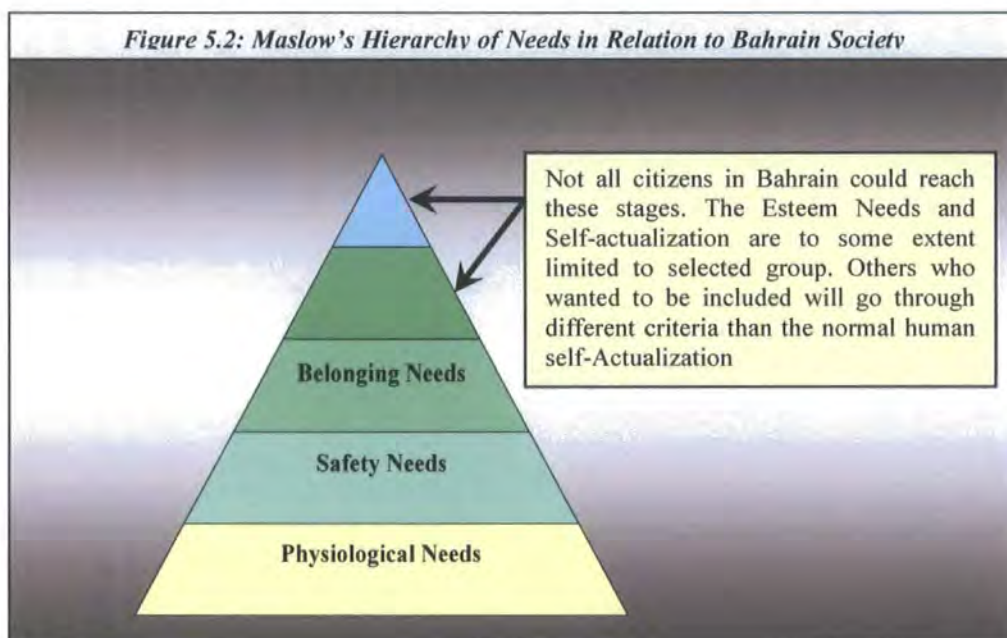 Figure 5.2: Maslow's Hierarchy of Needs in Relation to Bahrain Society
Not all citizens in Bahrain could reach
these stages. The Esteem Needs and
Self-actualization are to some extent
limited to selected group. Others who
wanted to be included will go through
different criteria than the normal human
self-Actualization
Belonging Needs
Safety Needs
Physiological Needs